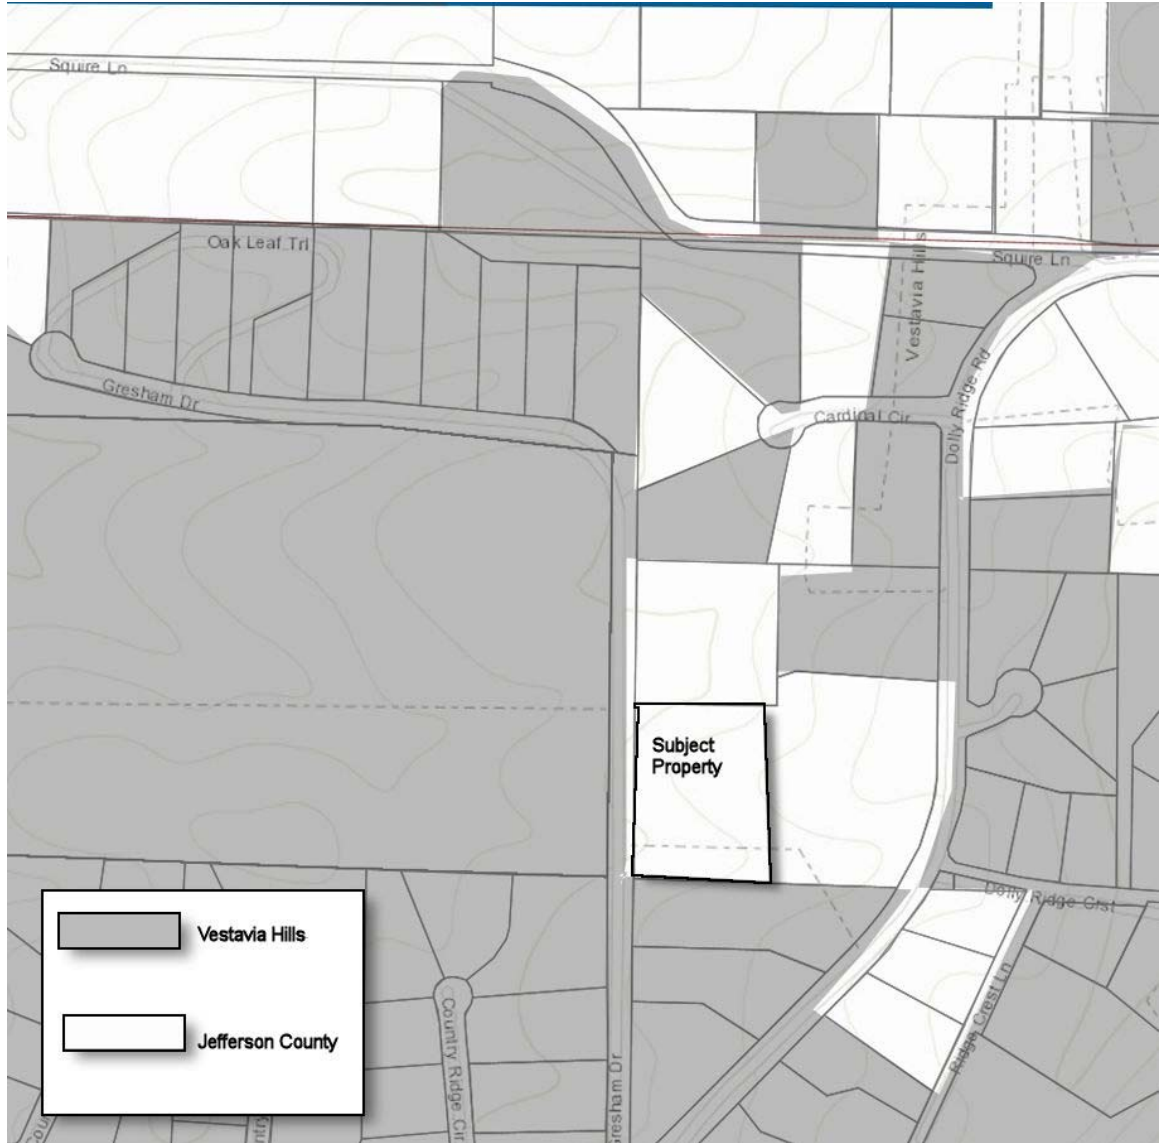 Squire Ln
Oak Leaf Trl
Squire Ln
Vestavia Hills
Gresham Dr
Cardinal Cir
Dolly Ridge Rd
Subject
Property
Dolly Ridge Crst
Vestavia Hills
Jefferson County
Country Ridge Cir
Gresham Dr
Ridge Crest Ln